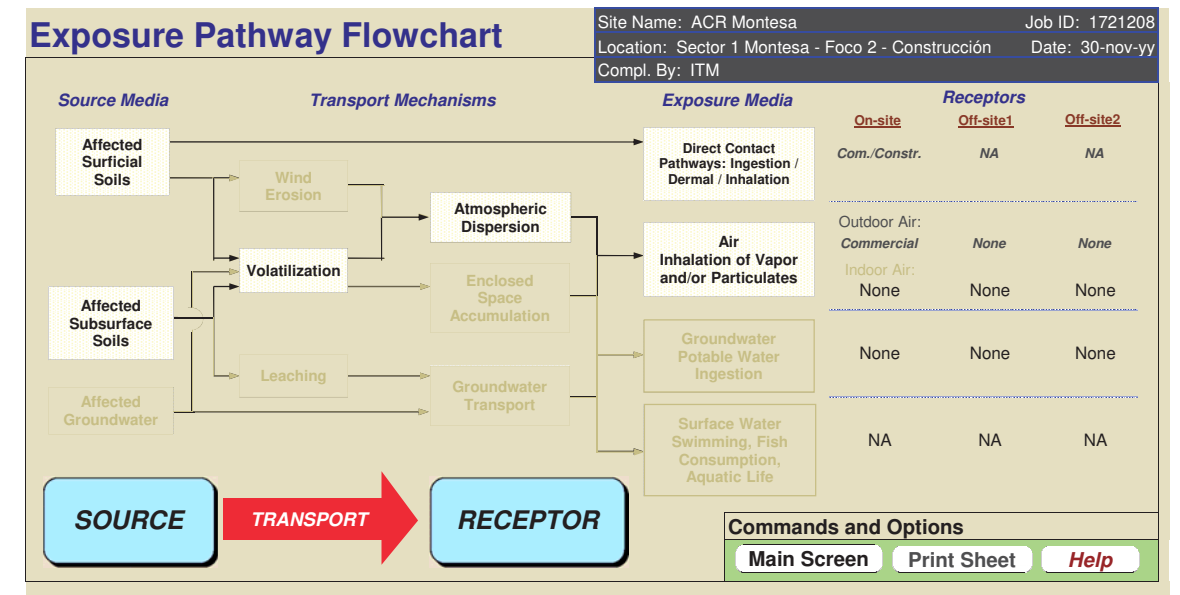 Exposure Pathway Flowchart
Site Name: ACR Montesa Job ID: 1721208
Location: Sector 1 Montesa - Foco 2 - Construcción Date: 30-nov-yy
Compl. By: ITM
Source Media
Transport Mechanisms
Exposure Media
Receptors
On-site Off-site1 Off-site2
Affected
Surficial
Soils
Wind
Erosion
Volatilization
Atmospheric
Dispersion
Enclosed
Space
Accumulation
Affected
Subsurface
Soils
Leaching
Groundwater
Transport
Affected
Groundwater
Direct Contact
Pathways: Ingestion /
Dermal / Inhalation
Com./Constr. NA NA
Air
Inhalation of Vapor
and/or Particulates
Outdoor Air:
Commercial None None
Indoor Air:
None None None
Groundwater
Potable Water
Ingestion
None None None
Surface Water
Swimming, Fish
Consumption,
Aquatic Life
NA NA NA
SOURCE
TRANSPORT
RECEPTOR
Commands and Options
Main Screen Print Sheet Help